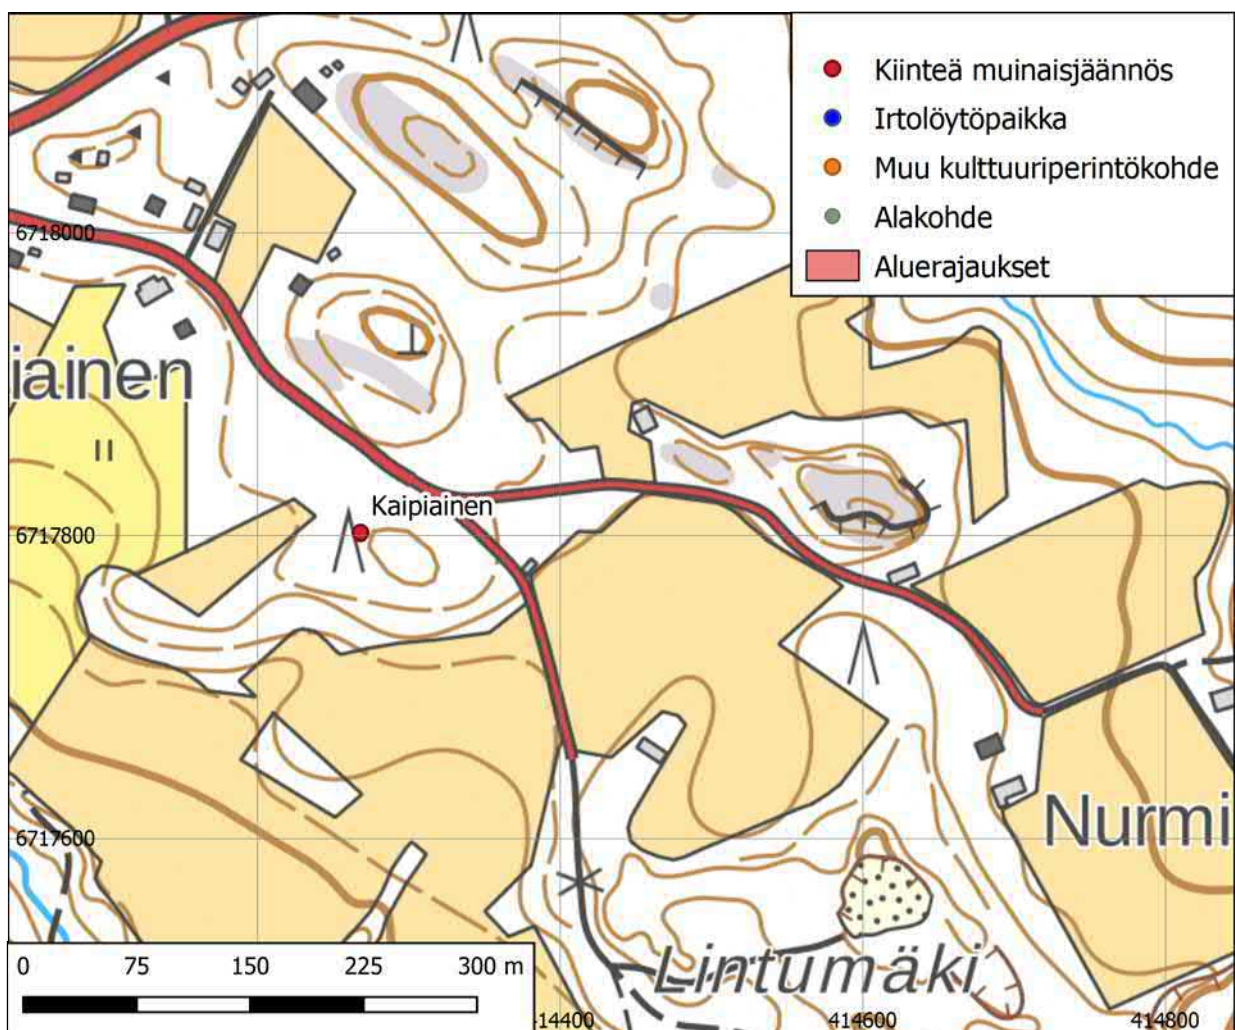 Kiinteä muinaisjäännös
Irtolöytöpaikka
Muu kulttuuriperintökohde
Alakohde
Aluerajaukset
6718000
iainen
Kaipiainen
6717800
Nurmi
6717600
Lintumäki
0 75 150 225 300 m
414400 414600 414800